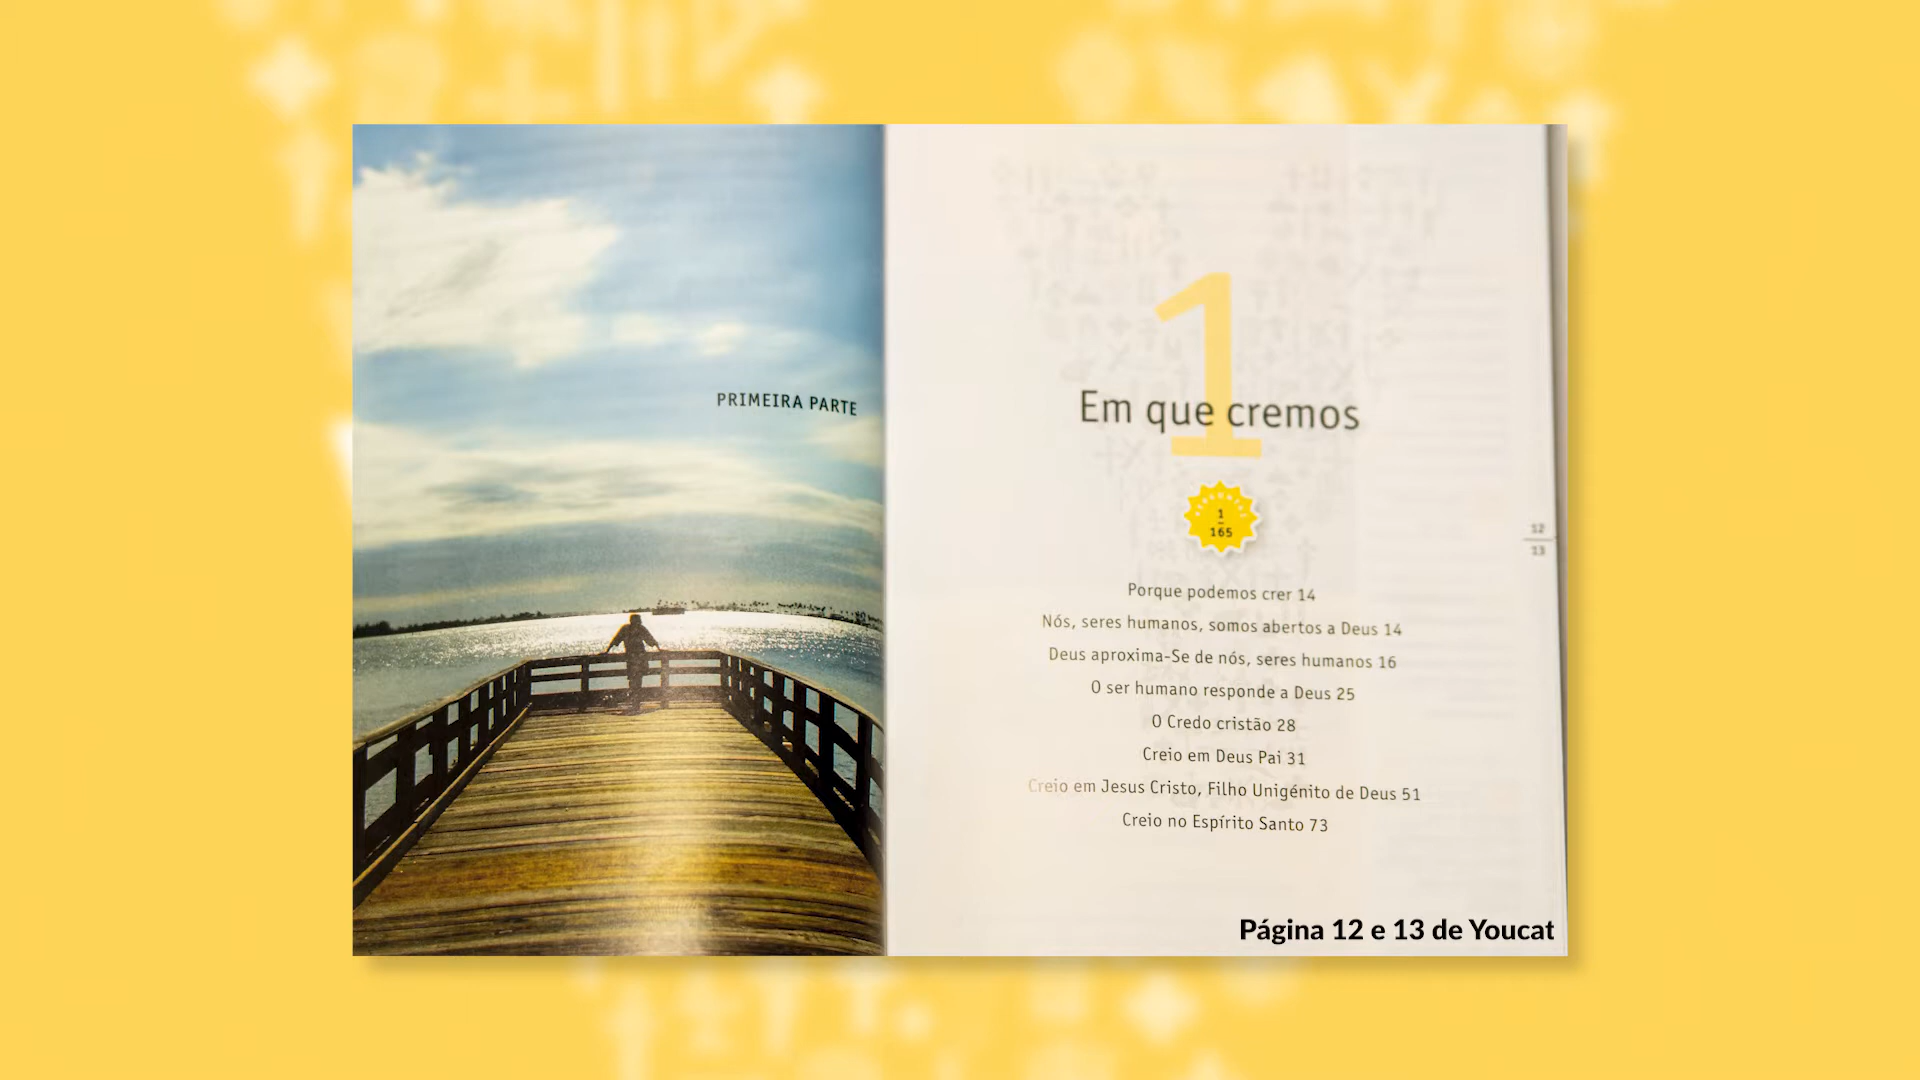 PRIMEIRA PARTE
1
Em que cremos
1
165
12
13
Porque podemos crer 14
Nós, seres humanos, somos abertos a Deus 14
Deus aproxima-Se de nós, seres humanos 16
O ser humano responde a Deus 25
O Credo cristão 28
Creio em Deus Pai 31
Creio em Jesus Cristo, Filho Unigénito de Deus 51
Creio no Espírito Santo 73
Página 12 e 13 de Youcat